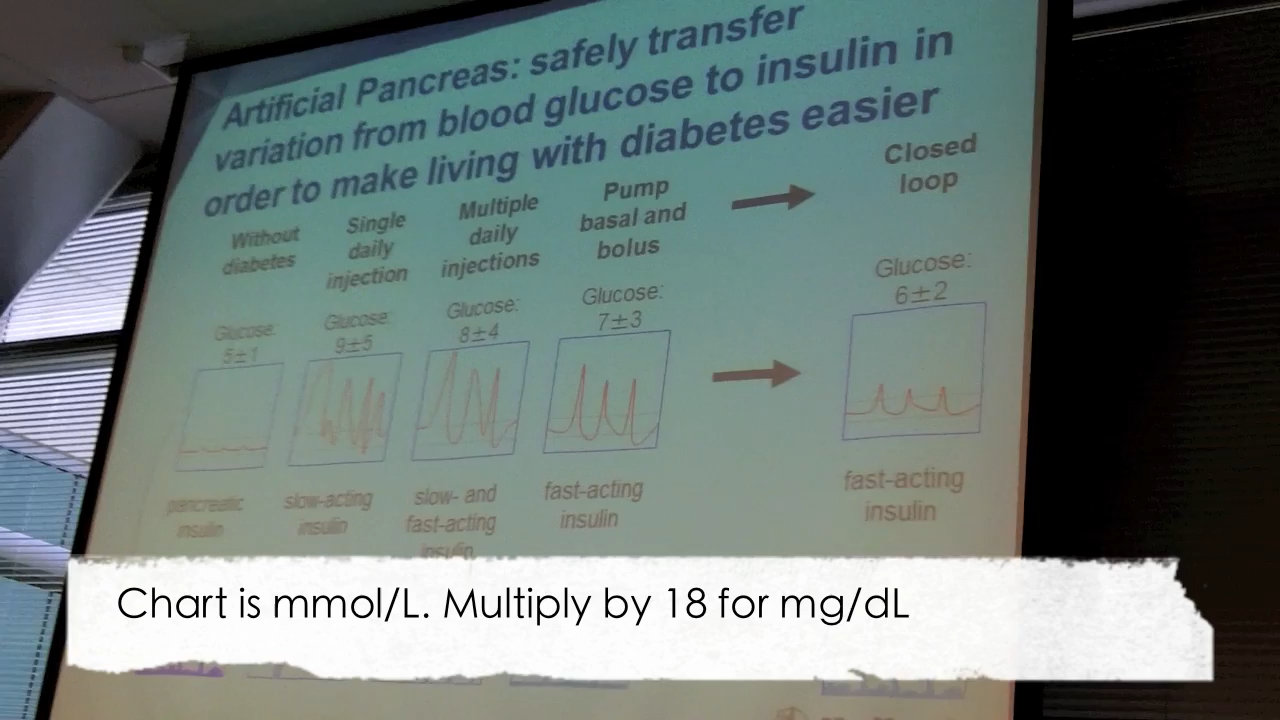 Artificial Pancreas: safely transfer
variation from blood glucose to insulin in
order to make living with diabetes easier
Without
diabetes
Single
daily
injection
Multiple
daily
injections
Pump
basal and
bolus
Closed
loop
Glucose:
5±1
Glucose:
9±5
Glucose:
8±4
Glucose:
7±3
Glucose:
6±2
pancreatic
insulin
slow-acting
insulin
slow- and
fast-acting
insulin
fast-acting
insulin
fast-acting
insulin
Chart is mmol/L. Multiply by 18 for mg/dL